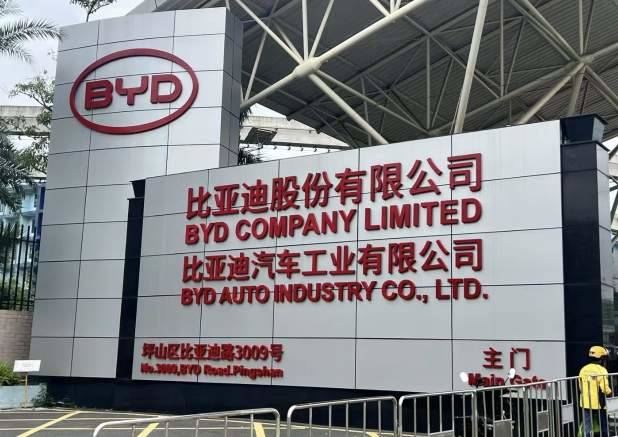 BYD
比亚迪股份有限公司
BYD COMPANY LIMITED
比亚迪汽车工业有限公司
BYD AUTO INDUSTRY CO., LTD.
坪山区比亚迪路3009号
No.3009,BYD Road.Pingshan
主门
Main Gate